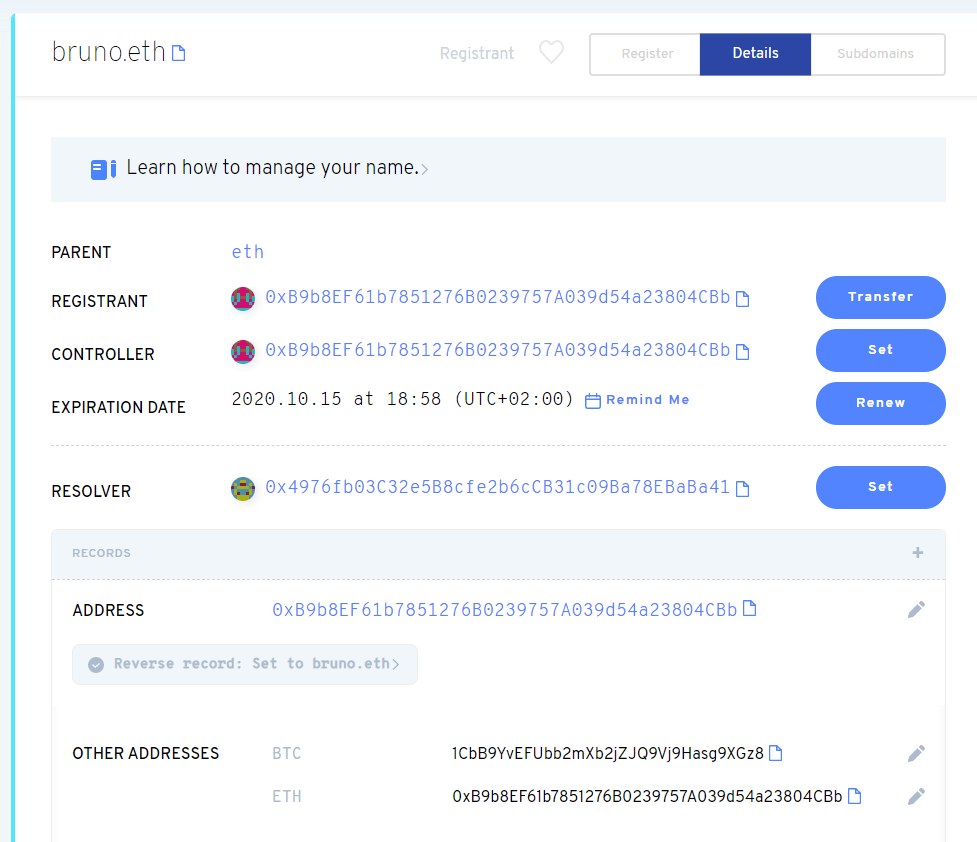 bruno.eth Registrant Register Details Subdomains
Learn how to manage your name.
PARENT eth
REGISTRANT 0xB9b8EF61b7851276B0239757A039d54a23804CBb Transfer
CONTROLLER 0xB9b8EF61b7851276B0239757A039d54a23804CBb Set
EXPIRATION DATE 2020.10.15 at 18:58 (UTC+02:00) Remind Me Renew
RESOLVER 0x4976fb03C32e5B8cfe2b6cCB31c09Ba78EBaBa41 Set
RECORDS +
ADDRESS 0xB9b8EF61b7851276B0239757A039d54a23804CBb
Reverse record: Set to bruno.eth
OTHER ADDRESSES BTC 1CbB9YvEFUbb2mXb2jZJQ9Vj9Hasg9XGz8
ETH 0xB9b8EF61b7851276B0239757A039d54a23804CBb